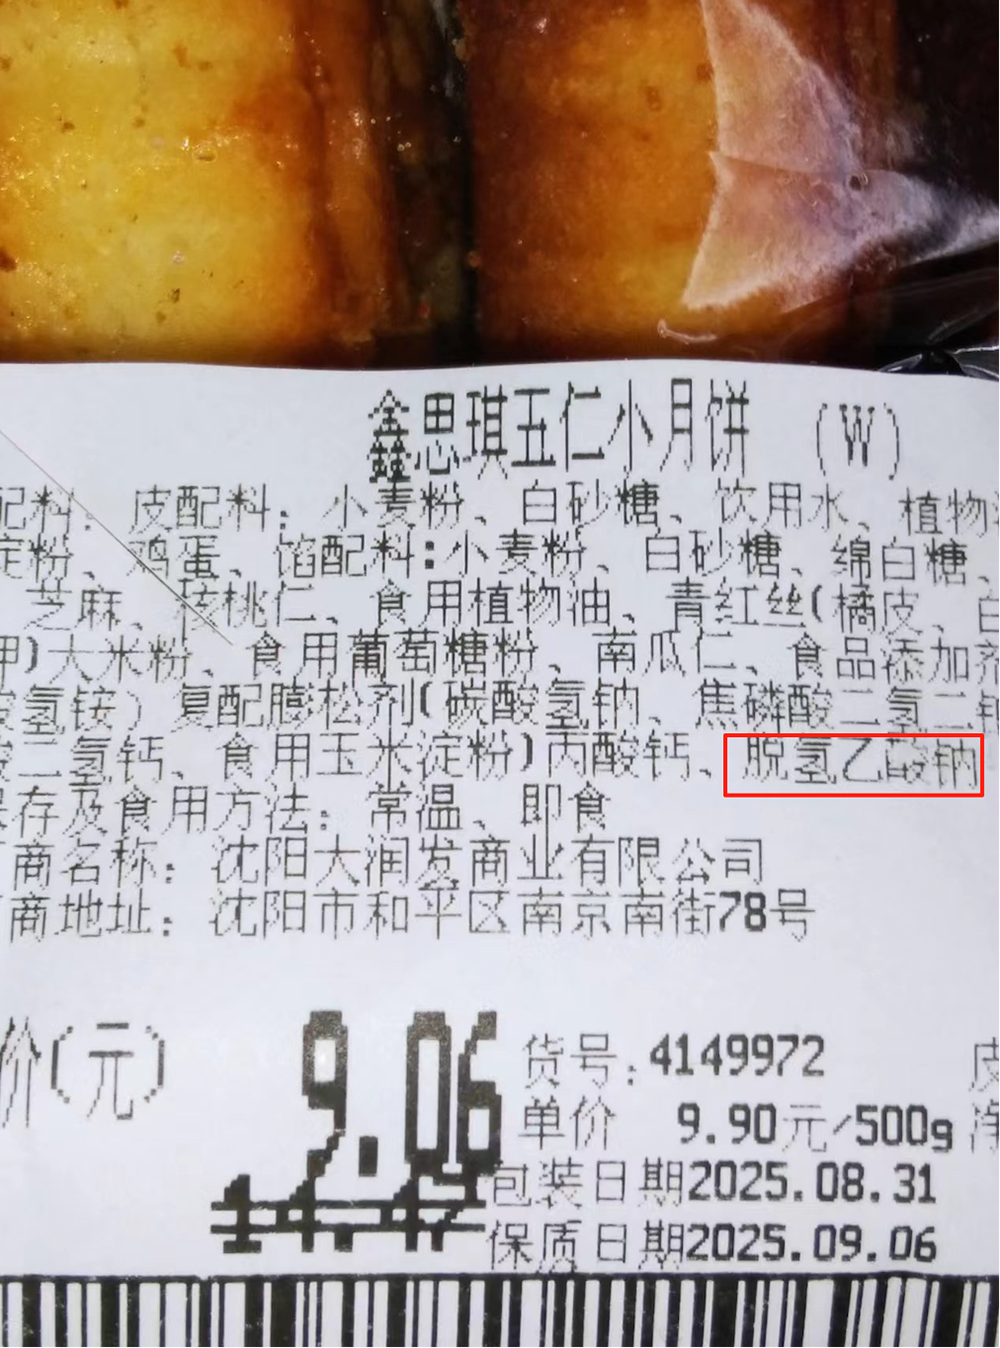 鑫思琪五仁小月饼 (W)
配料: 皮配料: 小麦粉、白砂糖、饮用水、植物
淀粉、鸡蛋、馅配料:小麦粉、白砂糖、绵白糖、
芝麻、核桃仁、食用植物油、青红丝(橘皮、白
钾)大米粉、食用葡萄糖粉、南瓜仁、食品添加剂
酸氢铵) 复配膨松剂(碳酸氢钠、焦磷酸二氢二钠
酸二氢钙、食用玉米淀粉)丙酸钙、脱氢乙酸钠
保存及食用方法: 常温、即食
商名称: 沈阳大润发商业有限公司
商地址: 沈阳市和平区南京南街78号
价(元)
9.06
货号:4149972
皮
单价 9.90元/500g
净
包装日期2025.08.31
保质日期2025.09.06